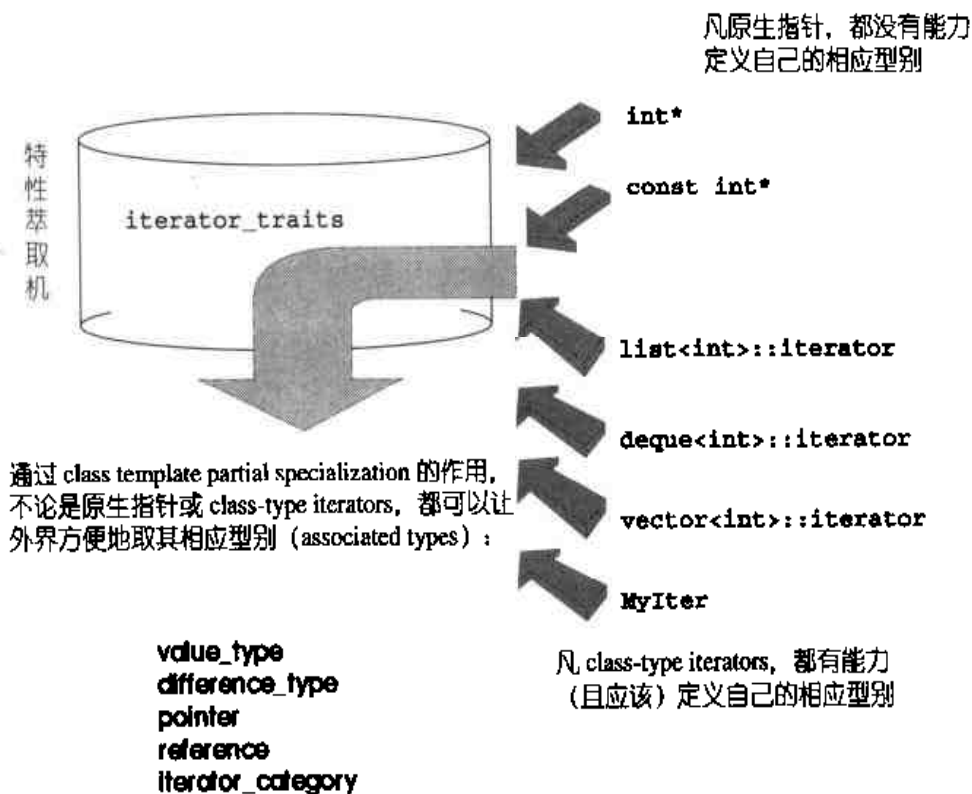 凡原生指针，都没有能力
定义自己的相应型别
int*
const int*
特性萃取机
iterator_traits
list<int>::iterator
deque<int>::iterator
vector<int>::iterator
MyIter
通过 class template partial specialization 的作用，
不论是原生指针或 class-type iterators，都可以让
外界方便地取其相应型别（associated types）：
value_type
difference_type
pointer
reference
iterator_category
凡 class-type iterators，都有能力
（且应该）定义自己的相应型别